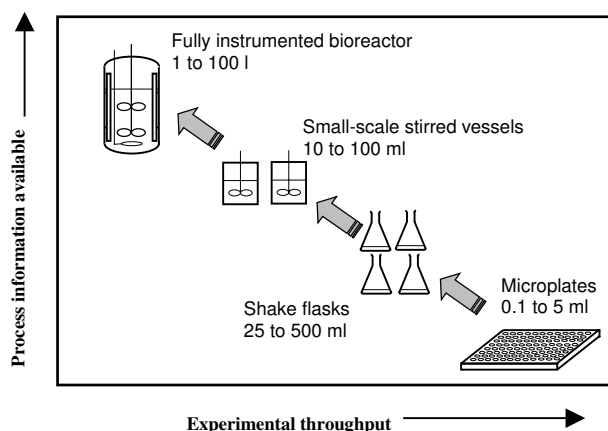 Fully instrumented bioreactor
1 to 100 l
Small-scale stirred vessels
10 to 100 ml
Shake flasks
25 to 500 ml
Microplates
0.1 to 5 ml
Process information available
Experimental throughput